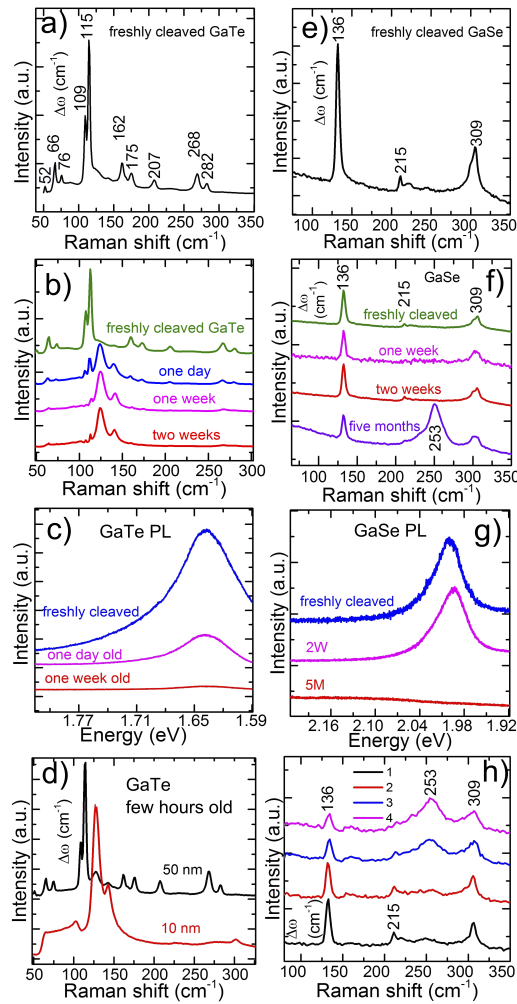 a)
freshly cleaved GaTe
Intensity (a.u.)
Δω (cm⁻¹)
52
66
76
109
115
162
175
207
268
282
50 100 150 200 250 300 350
Raman shift (cm⁻¹)
e)
freshly cleaved GaSe
Intensity (a.u.)
Δω (cm⁻¹)
136
215
309
100 150 200 250 300 350
Raman shift (cm⁻¹)
b)
Intensity (a.u.)
freshly cleaved GaTe
one day
one week
two weeks
50 100 150 200 250 300
Raman shift (cm⁻¹)
f)
GaSe
Intensity (a.u.)
Δω (cm⁻¹)
136
215
309
freshly cleaved
one week
two weeks
five months
253
100 150 200 250 300 350
Raman shift (cm⁻¹)
c)
GaTe PL
Intensity (a.u.)
freshly cleaved
one day old
one week old
1.77 1.71 1.65 1.59
Energy (eV)
g)
GaSe PL
Intensity (a.u.)
freshly cleaved
2W
5M
2.16 2.10 2.04 1.98 1.92
Energy (eV)
d)
GaTe
few hours old
Intensity (a.u.)
Δω (cm⁻¹)
50 nm
10 nm
50 100 150 200 250 300
Raman shift (cm⁻¹)
h)
1
2
3
4
Intensity (a.u.)
136
253
309
Δω (cm⁻¹)
215
100 150 200 250 300 350
Raman shift (cm⁻¹)